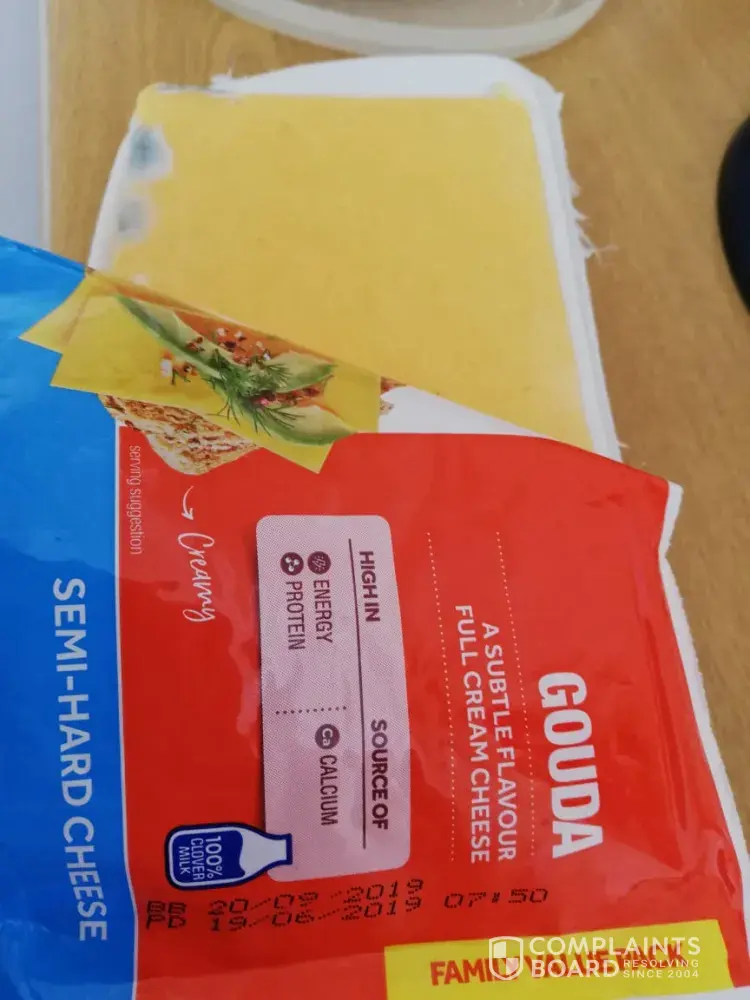 GOUDA
A SUBTLE FLAVOUR
FULL CREAM CHEESE
HIGH IN
ENERGY
PROTEIN
SOURCE OF
Ca CALCIUM
Creamy
serving suggestion
SEMI-HARD CHEESE
100%
CLOVER
MILK
BB 20/09/2019 07:50
PD 19/06/2019
COMPLAINTS
BOARD RESOLVING
SINCE 2004